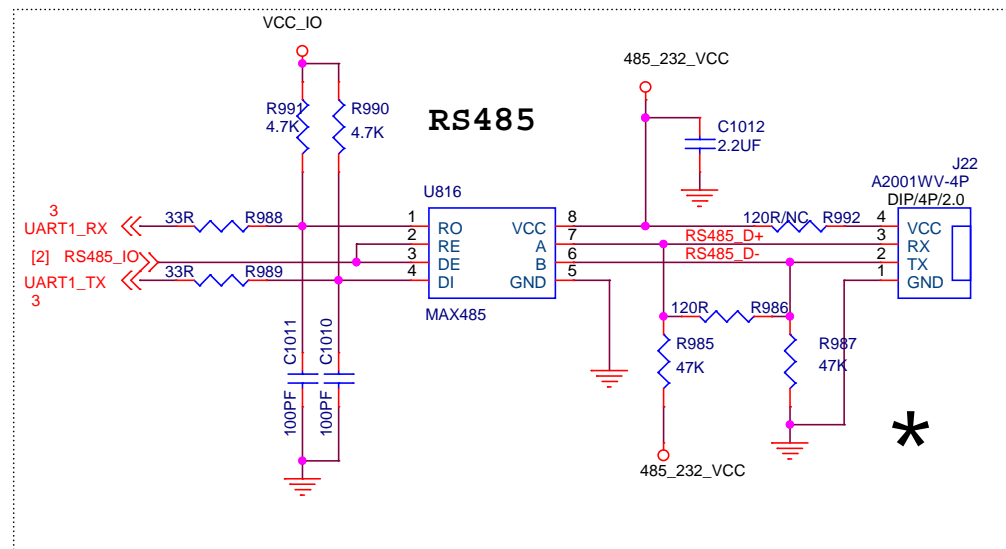 VCC_IO
485_232_VCC
R991
4.7K
R990
4.7K
RS485
C1012
2.2UF
J22
A2001WV-4P
DIP/4P/2.0
U816
3
UART1_RX
33R
R988
1
RO
VCC
8
120R/NC
R992
4
VCC
2
RE
A
7
RS485_D+
3
RX
[2]
RS485_IO
3
DE
B
6
RS485_D-
2
TX
UART1_TX
33R
R989
4
DI
GND
5
1
GND
3
MAX485
120R
R986
C1011
100PF
C1010
100PF
R985
47K
R987
47K
*
485_232_VCC